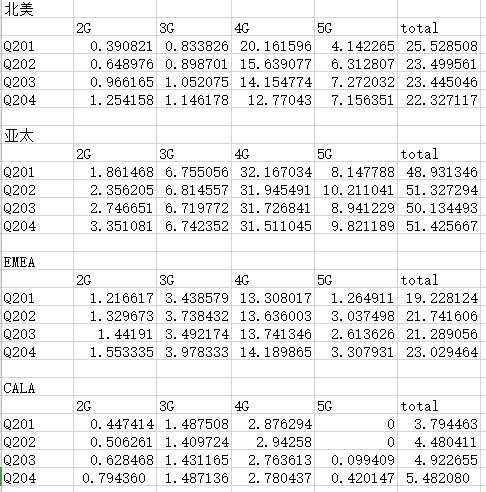 北美
2G 3G 4G 5G total
Q201 0.390821 0.833826 20.161596 4.142265 25.528508
Q202 0.648976 0.898701 15.639077 6.312807 23.499561
Q203 0.966165 1.052075 14.154774 7.272032 23.445046
Q204 1.254158 1.146178 12.77043 7.156351 22.327117
亚太
2G 3G 4G 5G total
Q201 1.861468 6.755056 32.167034 8.147788 48.931346
Q202 2.356205 6.814557 31.945491 10.211041 51.327294
Q203 2.746651 6.719772 31.726841 8.941229 50.134493
Q204 3.351081 6.742352 31.511045 9.821189 51.425667
EMEA
2G 3G 4G 5G total
Q201 1.216617 3.438579 13.308017 1.264911 19.228124
Q202 1.329673 3.738432 13.636003 3.037498 21.741606
Q203 1.44191 3.492174 13.741346 2.613626 21.289056
Q204 1.553335 3.978333 14.189865 3.307931 23.029464
CALA
2G 3G 4G 5G total
Q201 0.447414 1.487508 2.876294 0 3.794463
Q202 0.506261 1.409724 2.94258 0 4.480411
Q203 0.628468 1.431165 2.763613 0.099409 4.922655
Q204 0.794360 1.487136 2.780437 0.420147 5.482080